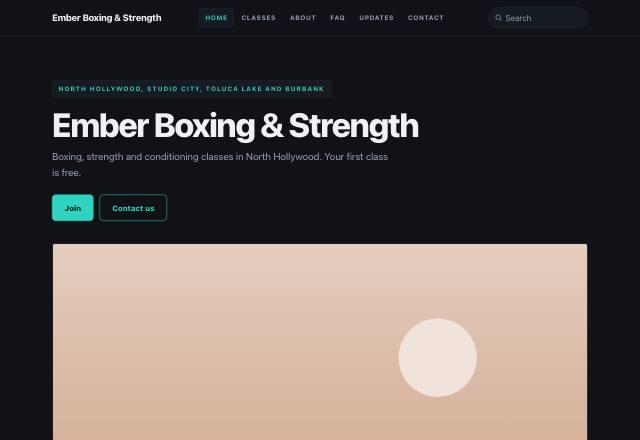 Ember Boxing & Strength
HOME CLASSES ABOUT FAQ UPDATES CONTACT
Search
NORTH HOLLYWOOD, STUDIO CITY, TOLUCA LAKE AND BURBANK
Ember Boxing & Strength
Boxing, strength and conditioning classes in North Hollywood. Your first class
is free.
Join
Contact us